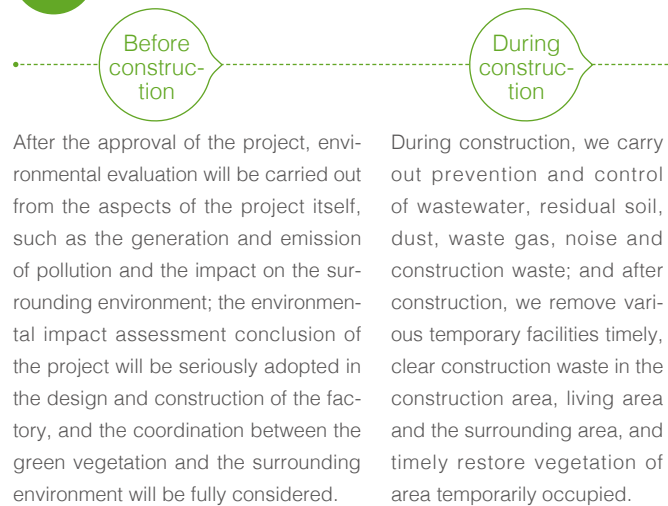 Before
construc-
tion
After the approval of the project, envi-
ronmental evaluation will be carried out
from the aspects of the project itself,
such as the generation and emission
of pollution and the impact on the sur-
rounding environment; the environmen-
tal impact assessment conclusion of
the project will be seriously adopted in
the design and construction of the fac-
tory, and the coordination between the
green vegetation and the surrounding
environment will be fully considered.
During
construc-
tion
During construction, we carry
out prevention and control
of wastewater, residual soil,
dust, waste gas, noise and
construction waste; and after
construction, we remove vari-
ous temporary facilities timely,
clear construction waste in the
construction area, living area
and the surrounding area, and
timely restore vegetation of
area temporarily occupied.